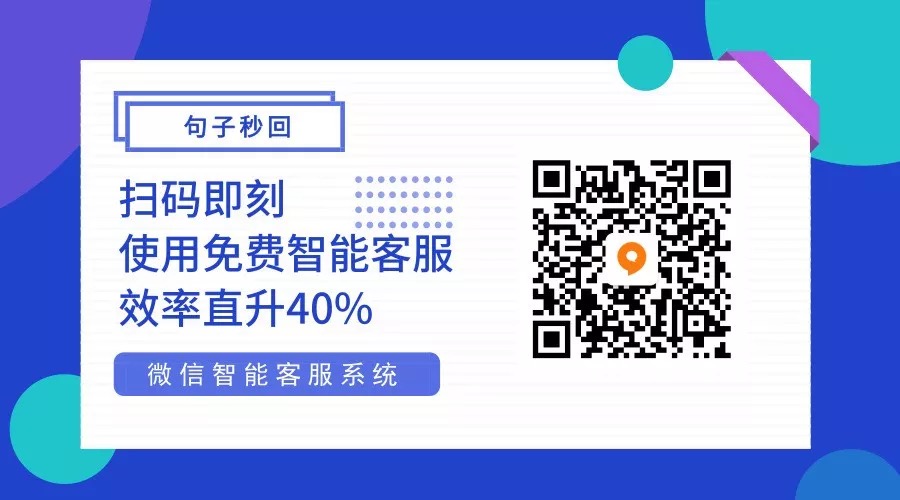 句子秒回
扫码即刻
使用免费智能客服
效率直升40%
微信智能客服系统